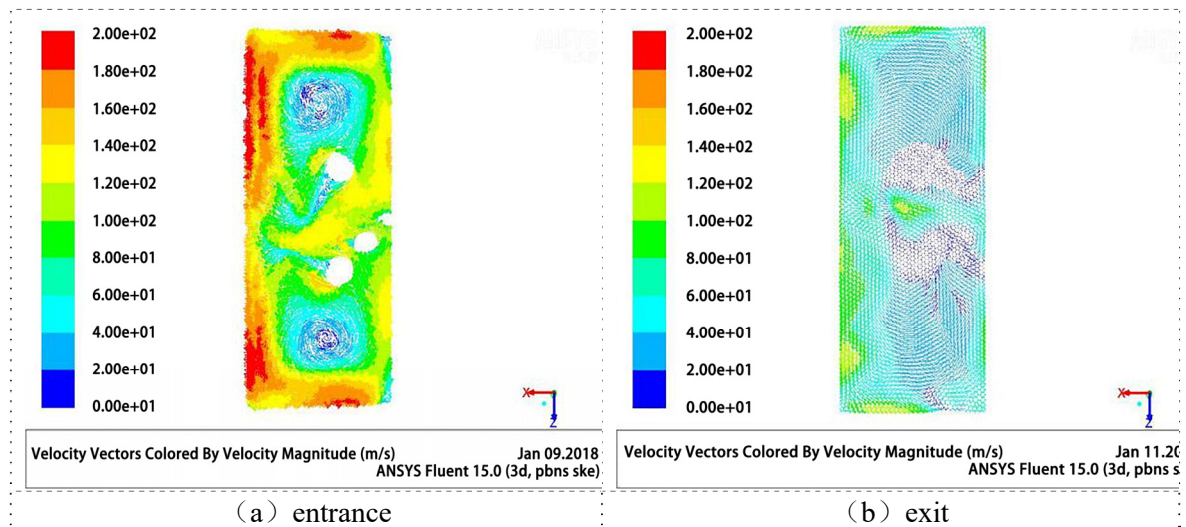 2.00e+02
1.80e+02
1.60e+02
1.40e+02
1.20e+02
1.00e+02
8.00e+01
6.00e+01
4.00e+01
2.00e+01
0.00e+01
X
Z
Velocity Vectors Colored By Velocity Magnitude (m/s)
Jan 09.2018
ANSYS Fluent 15.0 (3d, pbns ske)
（a）entrance
2.00e+02
1.80e+02
1.60e+02
1.40e+02
1.20e+02
1.00e+02
8.00e+01
6.00e+01
4.00e+01
2.00e+01
0.00e+01
X
Z
Velocity Vectors Colored By Velocity Magnitude (m/s)
Jan 11.20
ANSYS Fluent 15.0 (3d, pbns s
（b）exit